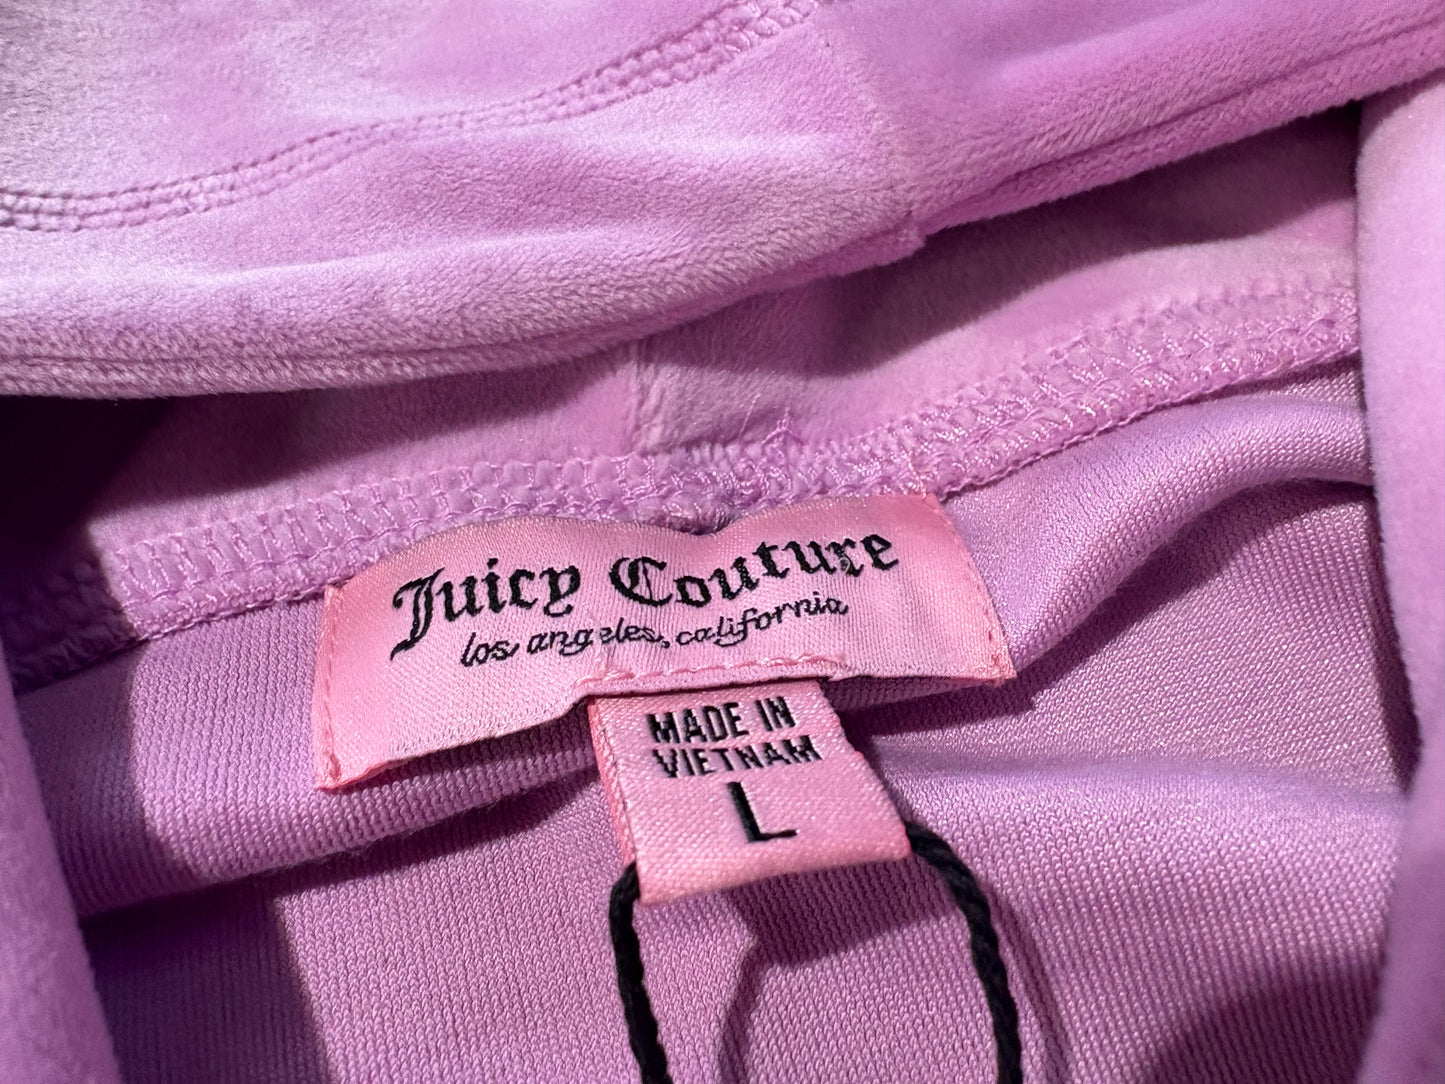 Juicy Couture
los angeles, california
MADE IN
VIETNAM
L